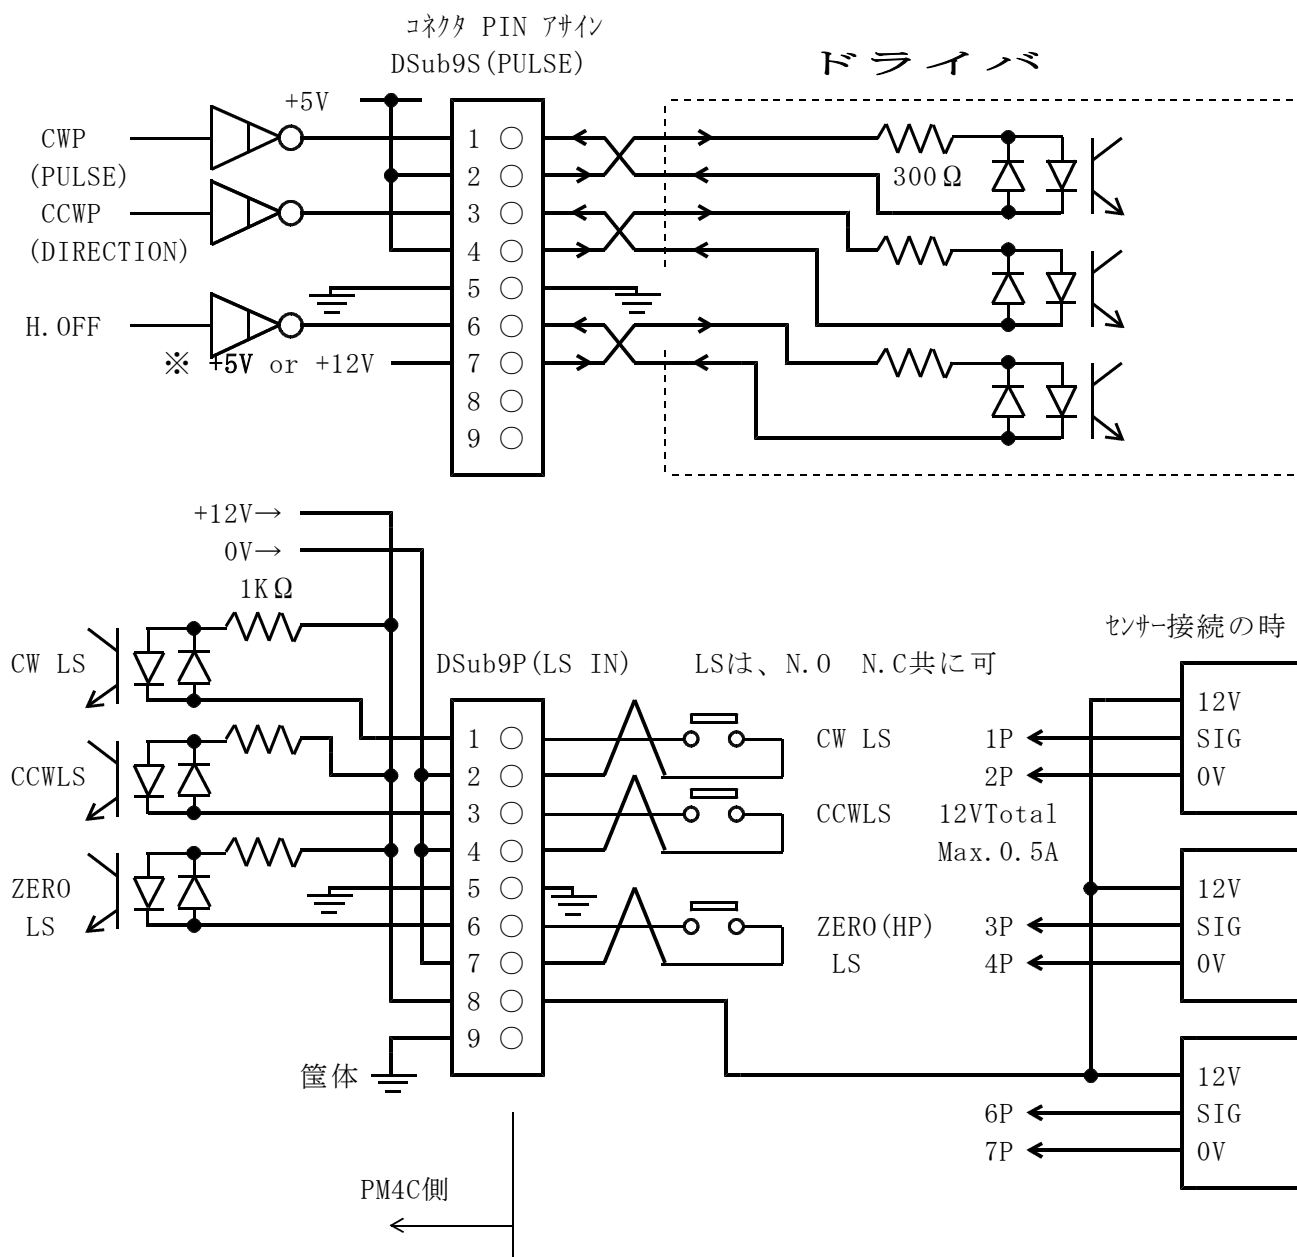 コネクタ PIN アサイン
DSub9S(PULSE)
ドライバ
+5V
CWP
(PULSE)
CCWP
(DIRECTION)
H.OFF
※ +5V or +12V
1
2
3
4
5
6
7
8
9
300Ω
+12V→
0V→
1KΩ
CW LS
CCWLS
ZERO
LS
DSub9P(LS IN)
LSは、N.O N.C共に可
1
2
3
4
5
6
7
8
9
CW LS
CCWLS
ZERO(HP)
LS
12VTotal
Max.0.5A
センサー接続の時
1P
2P
12V
SIG
0V
3P
4P
12V
SIG
0V
6P
7P
12V
SIG
0V
筐体
PM4C側